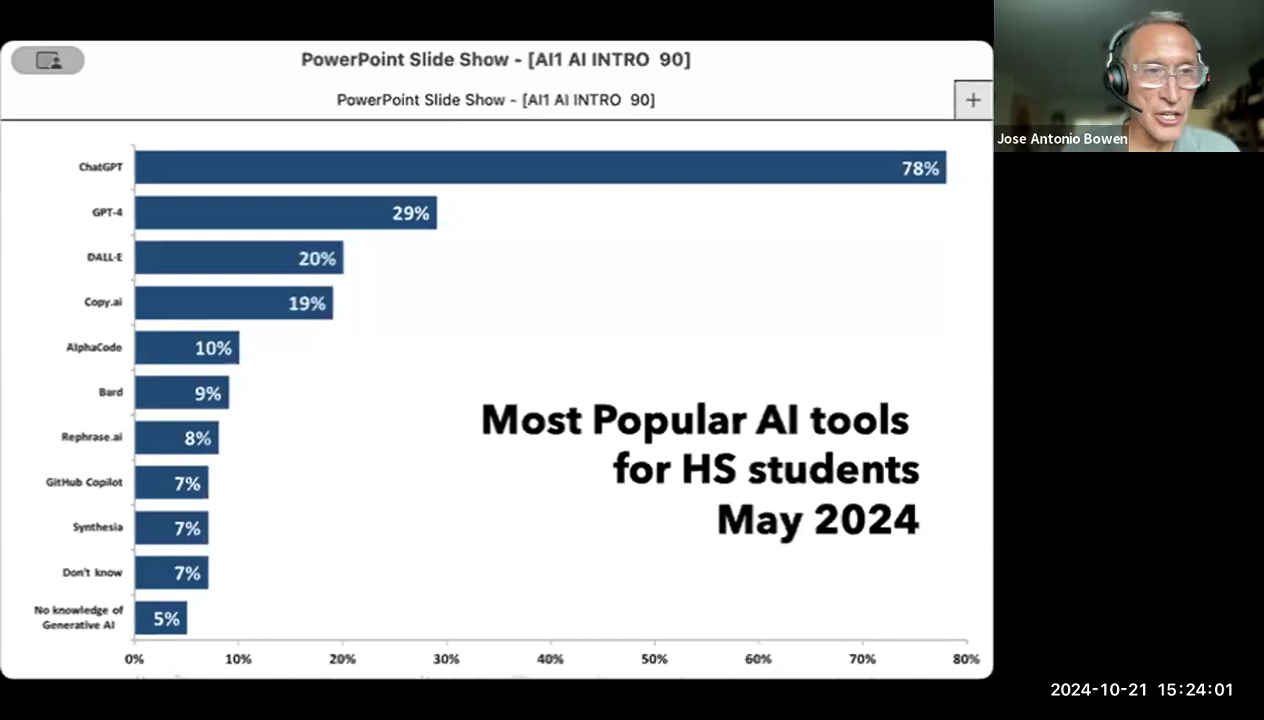 PowerPoint Slide Show - [AI1 AI INTRO 90]
PowerPoint Slide Show - [AI1 AI INTRO 90]
+
Jose Antonio Bowen
ChatGPT 78%
GPT-4 29%
DALL-E 20%
Copy.ai 19%
AlphaCode 10%
Bard 9%
Rephrase.ai 8%
GitHub Copilot 7%
Synthesia 7%
Don't know 7%
No knowledge of
Generative AI 5%
Most Popular AI tools
for HS students
May 2024
0% 10% 20% 30% 40% 50% 60% 70% 80%
2024-10-21 15:24:01